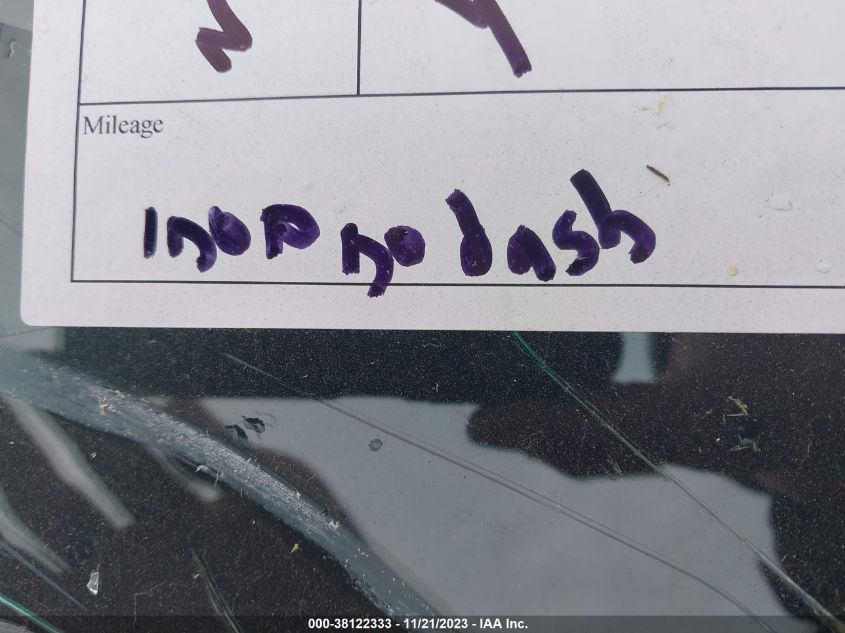 Mileage
inop no dash
000-38122333 - 11/21/2023 - IAA Inc.